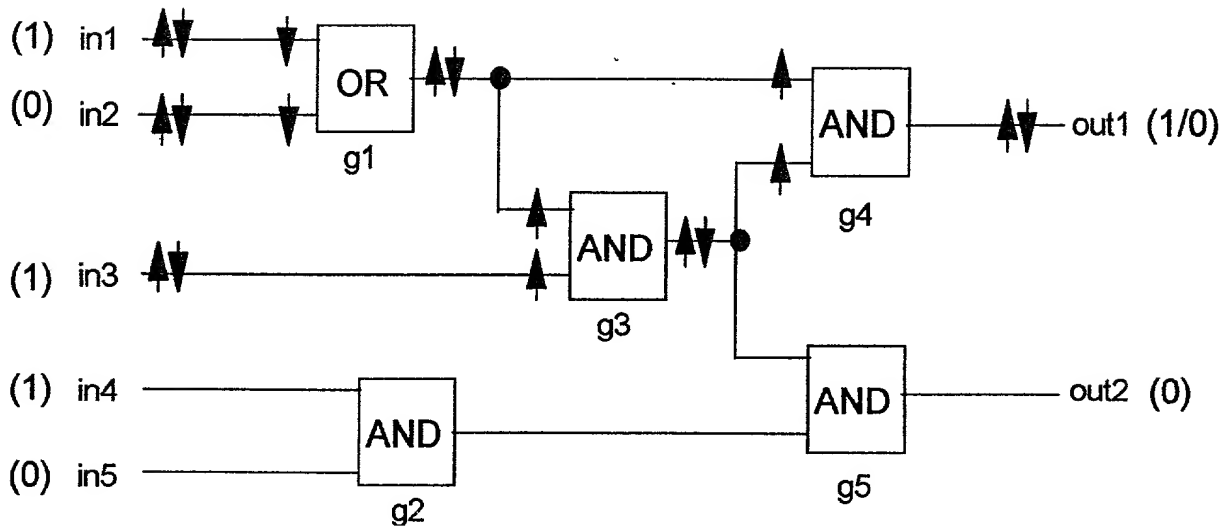 (1) in1
OR
g1
(0) in2
AND
g4
out1 (1/0)
(1) in3
AND
g3
(1) in4
AND
g2
(0) in5
AND
g5
out2 (0)